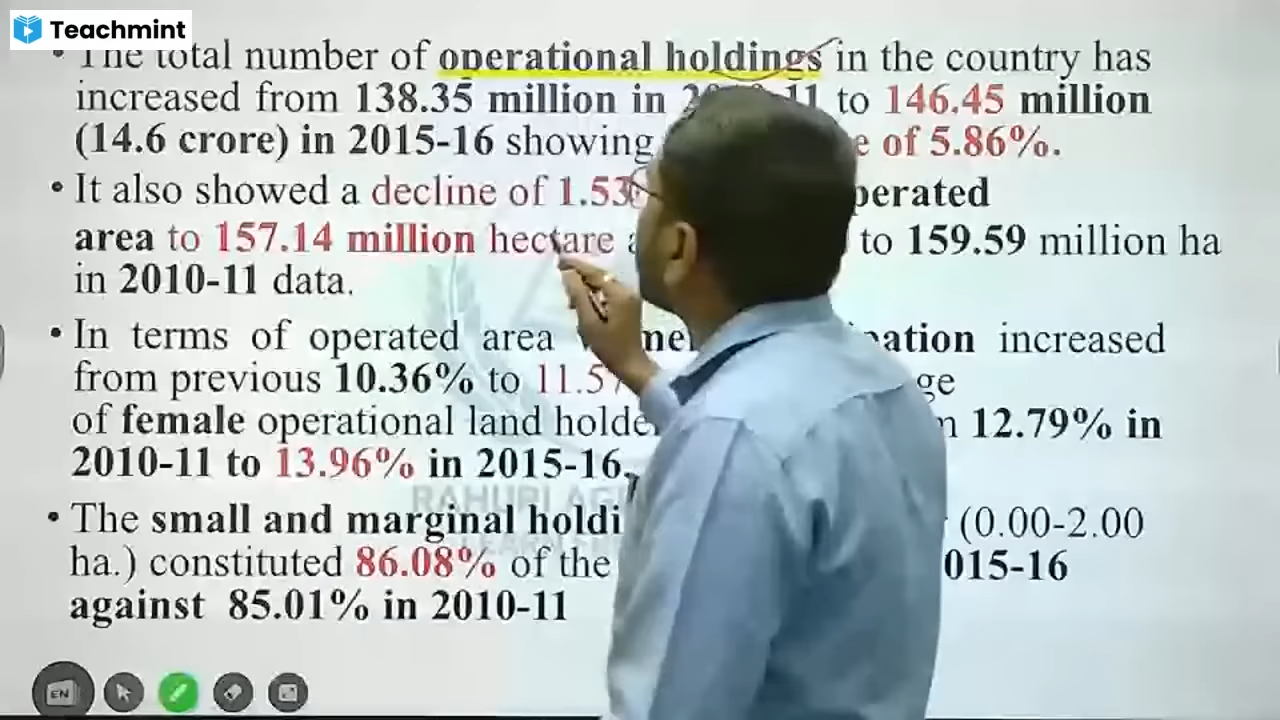 Teachmint
• The total number of operational holdings in the country has
increased from 138.35 million in to 146.45 million
(14.6 crore) in 2015-16 showing of 5.86%.
• It also showed a decline of 1.53
area to 157.14 million hectare to 159.59 million ha
in 2010-11 data.
• In terms of operated area increased
from previous 10.36% to
of female operational land 12.79% in
2010-11 to 13.96% in 2015-16.
• The small and marginal (0.00-2.00
ha.) constituted 86.08% of the
against 85.01% in 2010-11
EN